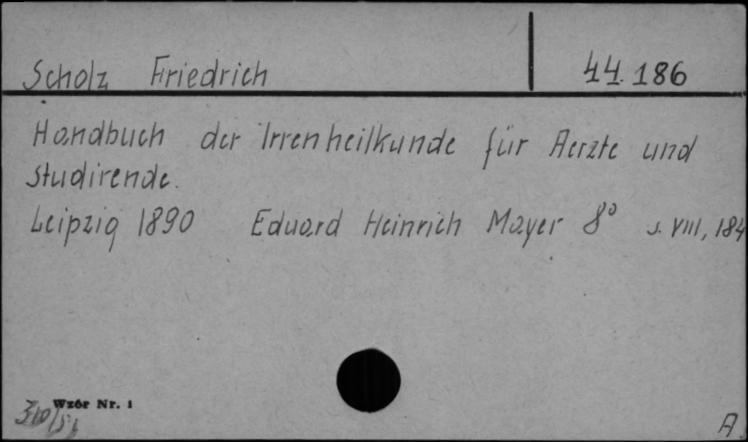 Scholz Friedrich 44.186
Handbuch der Irrenheilkunde für Aerzte und
studirende.
Leipzig 1890 Eduard Heinrich Mayer 8° s. VIII, 184
Wzór Nr. 1
A